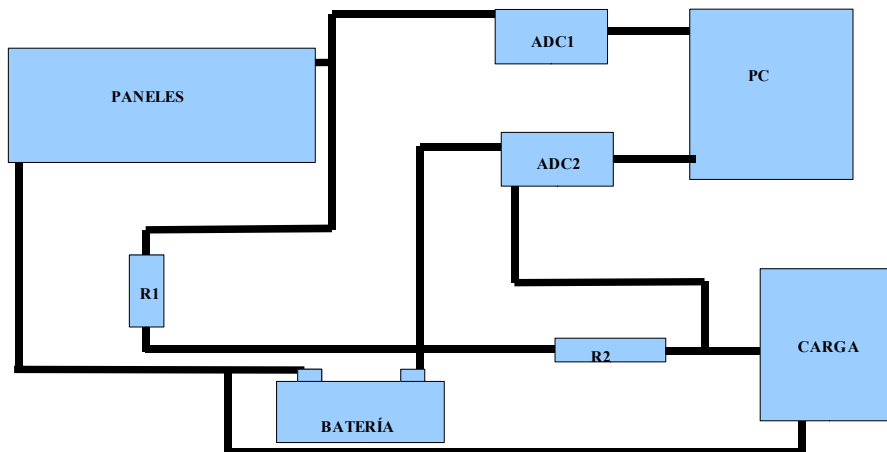 ADC1
PC
PANELES
ADC2
R1
R2
CARGA
BATERÍA